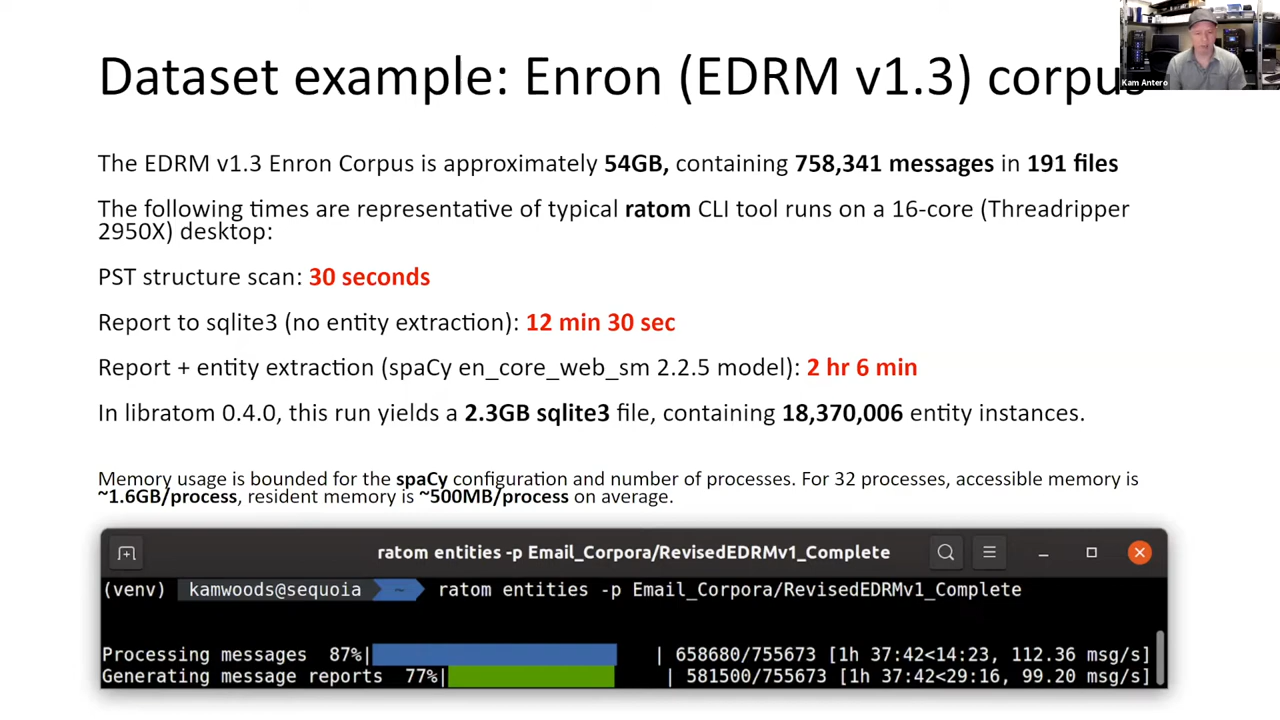 Dataset example: Enron (EDRM v1.3) corpus
Kam Antero
The EDRM v1.3 Enron Corpus is approximately 54GB, containing 758,341 messages in 191 files
The following times are representative of typical ratom CLI tool runs on a 16-core (Threadripper
2950X) desktop:
PST structure scan: 30 seconds
Report to sqlite3 (no entity extraction): 12 min 30 sec
Report + entity extraction (spaCy en_core_web_sm 2.2.5 model): 2 hr 6 min
In libratom 0.4.0, this run yields a 2.3GB sqlite3 file, containing 18,370,006 entity instances.
Memory usage is bounded for the spaCy configuration and number of processes. For 32 processes, accessible memory is
~1.6GB/process, resident memory is ~500MB/process on average.
ratom entities -p Email_Corpora/RevisedEDRMv1_Complete
(venv) kamwoods@sequoia ~ ratom entities -p Email_Corpora/RevisedEDRMv1_Complete
Processing messages 87%| | 658680/755673 [1h 37:42<14:23, 112.36 msg/s]
Generating message reports 77%| | 581500/755673 [1h 37:42<29:16, 99.20 msg/s]